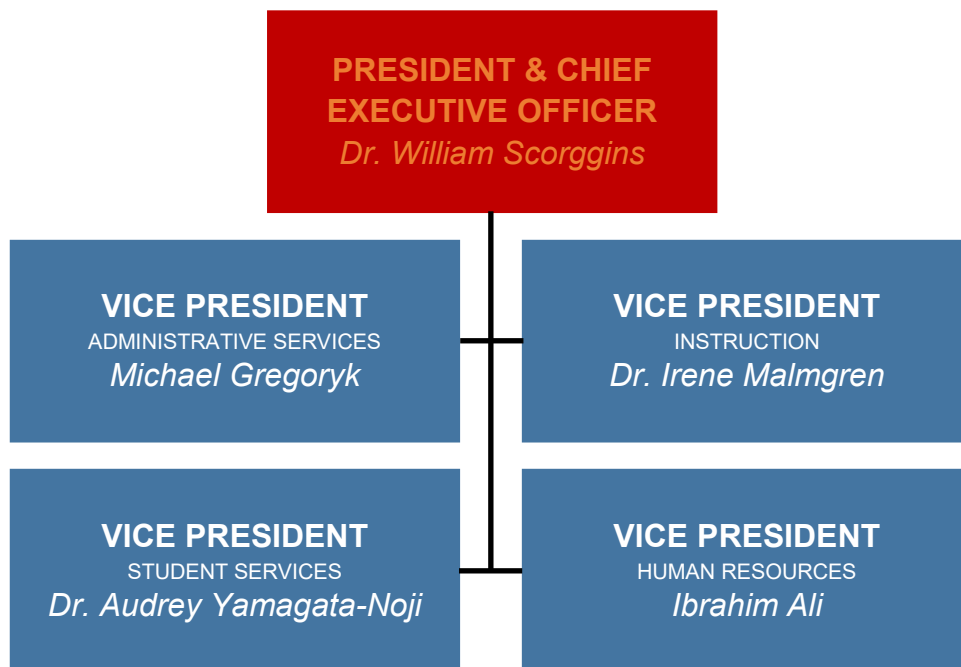 PRESIDENT & CHIEF
EXECUTIVE OFFICER
Dr. William Scorggins
VICE PRESIDENT
ADMINISTRATIVE SERVICES
Michael Gregoryk
VICE PRESIDENT
INSTRUCTION
Dr. Irene Malmgren
VICE PRESIDENT
STUDENT SERVICES
Dr. Audrey Yamagata-Noji
VICE PRESIDENT
HUMAN RESOURCES
Ibrahim Ali